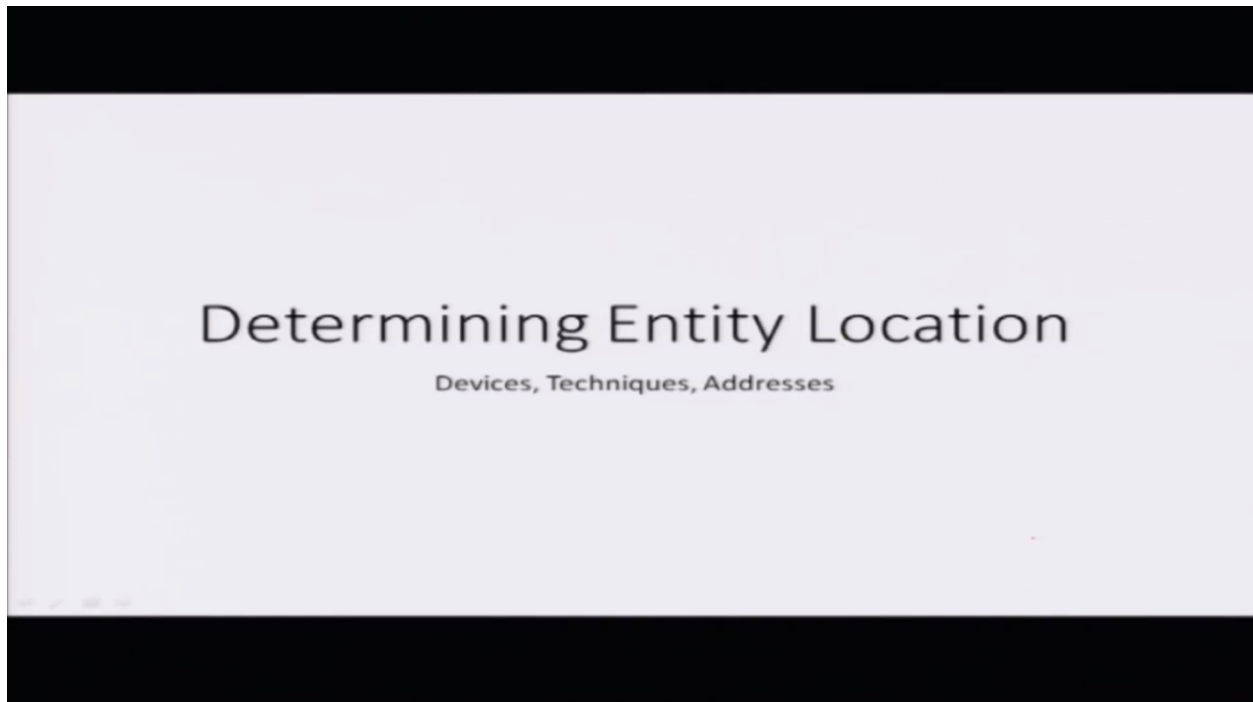 Determining Entity Location
Devices, Techniques, Addresses